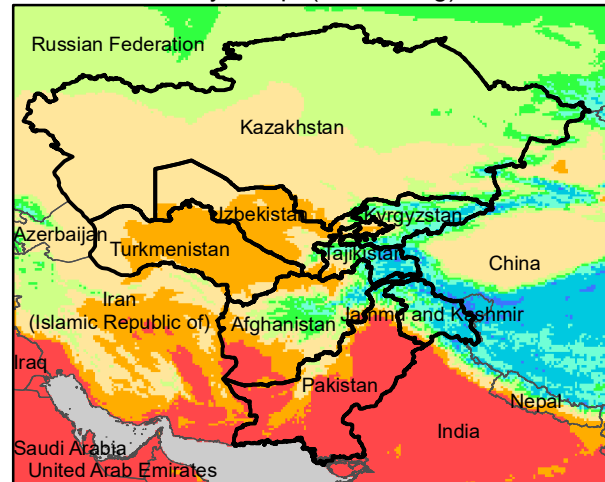 Russian Federation
Kazakhstan
Uzbekistan
Kyrgyzstan
Azerbaijan
Turkmenistan
Tajikistan
China
Iran
(Islamic Republic of)
Afghanistan
Jammu and Kashmir
Iraq
Pakistan
Nepal
India
Saudi Arabia
United Arab Emirates